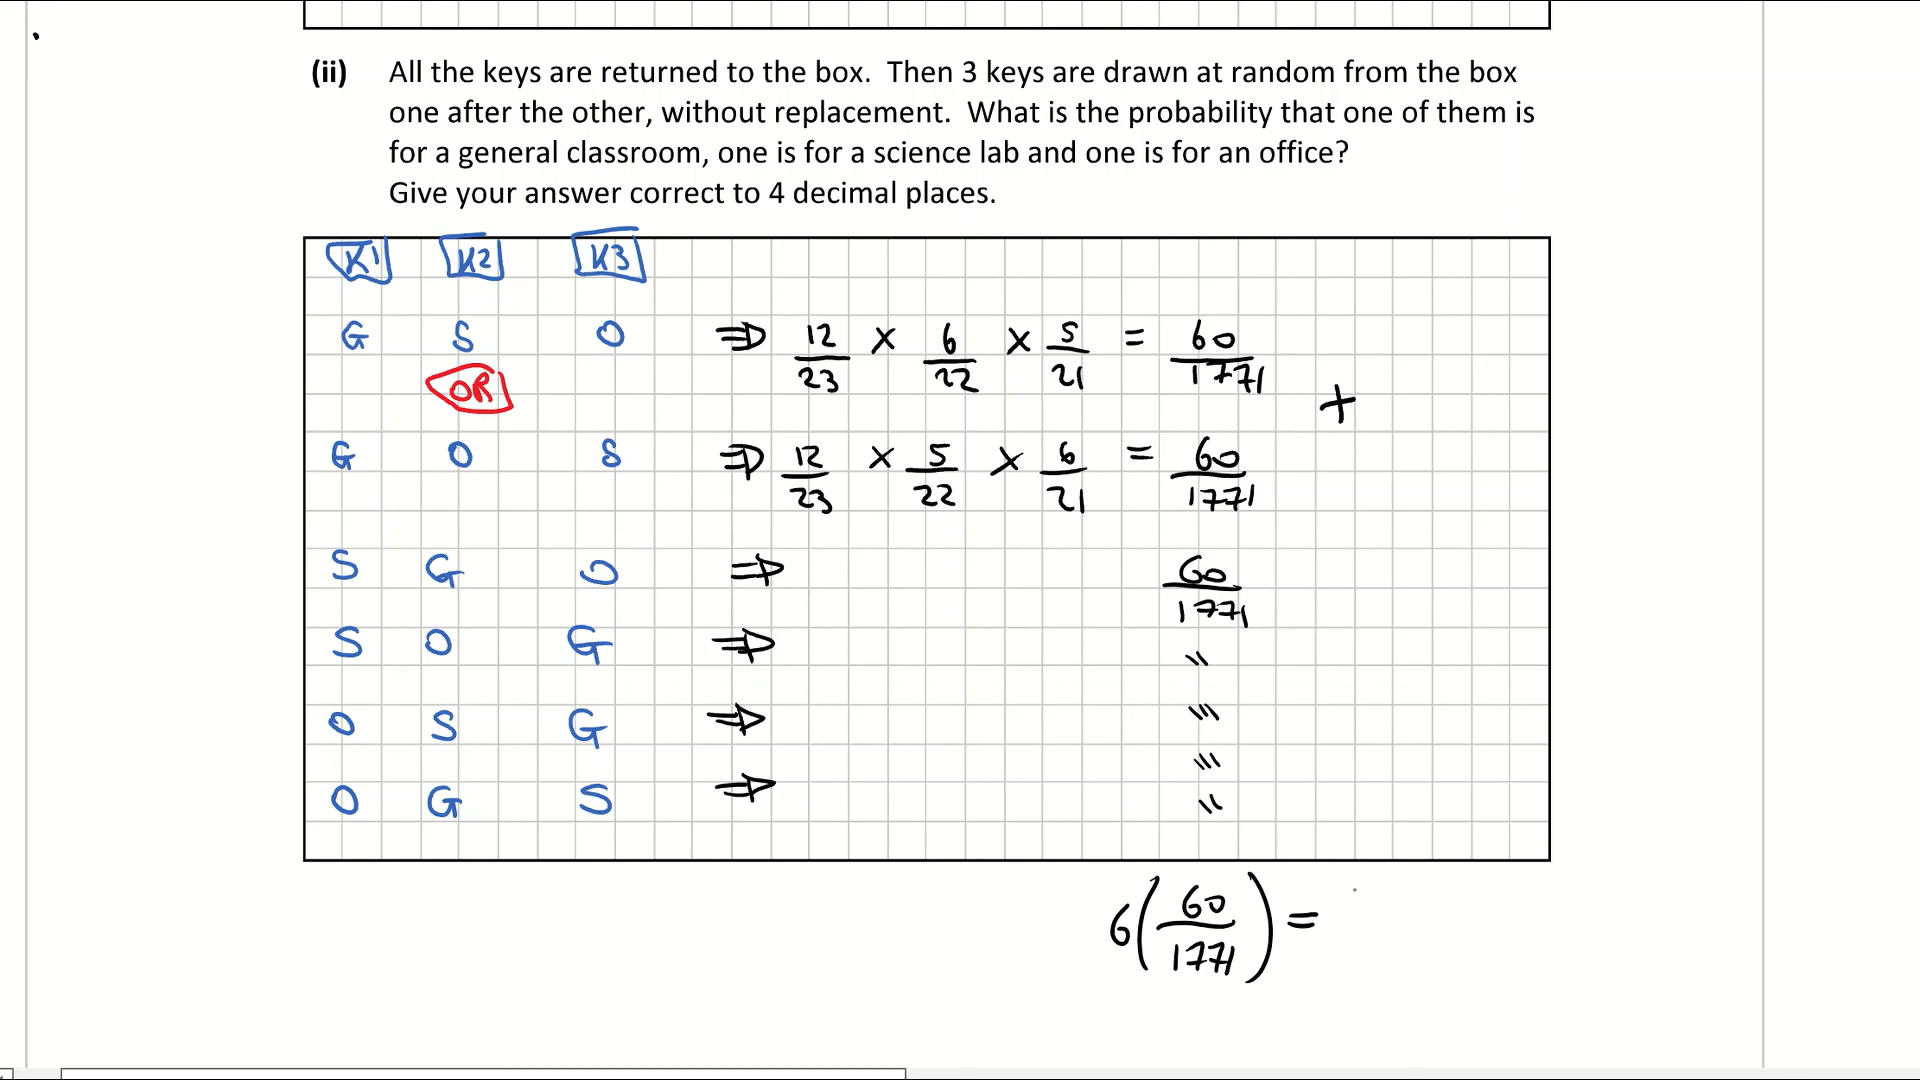 (ii) All the keys are returned to the box. Then 3 keys are drawn at random from the box
one after the other, without replacement. What is the probability that one of them is
for a general classroom, one is for a science lab and one is for an office?
Give your answer correct to 4 decimal places.
K1 K2 K3
G S O ⇒ 12/23 × 6/22 × 5/21 = 60/1771
OR +
G O S ⇒ 12/23 × 5/22 × 6/21 = 60/1771
S G O ⇒ 60/1771
S O G ⇒ "
O S G ⇒ "'
"'
O G S ⇒ "
6(60/1771) =